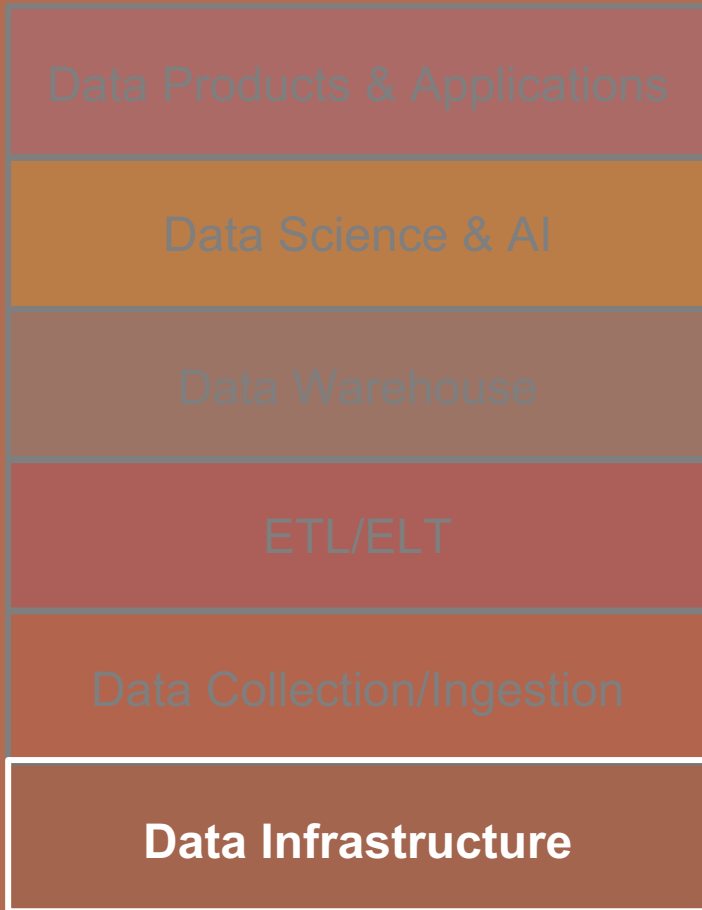 Data Products & Applications
Data Science & AI
Data Warehouse
ETL/ELT
Data Collection/Ingestion
Data Infrastructure